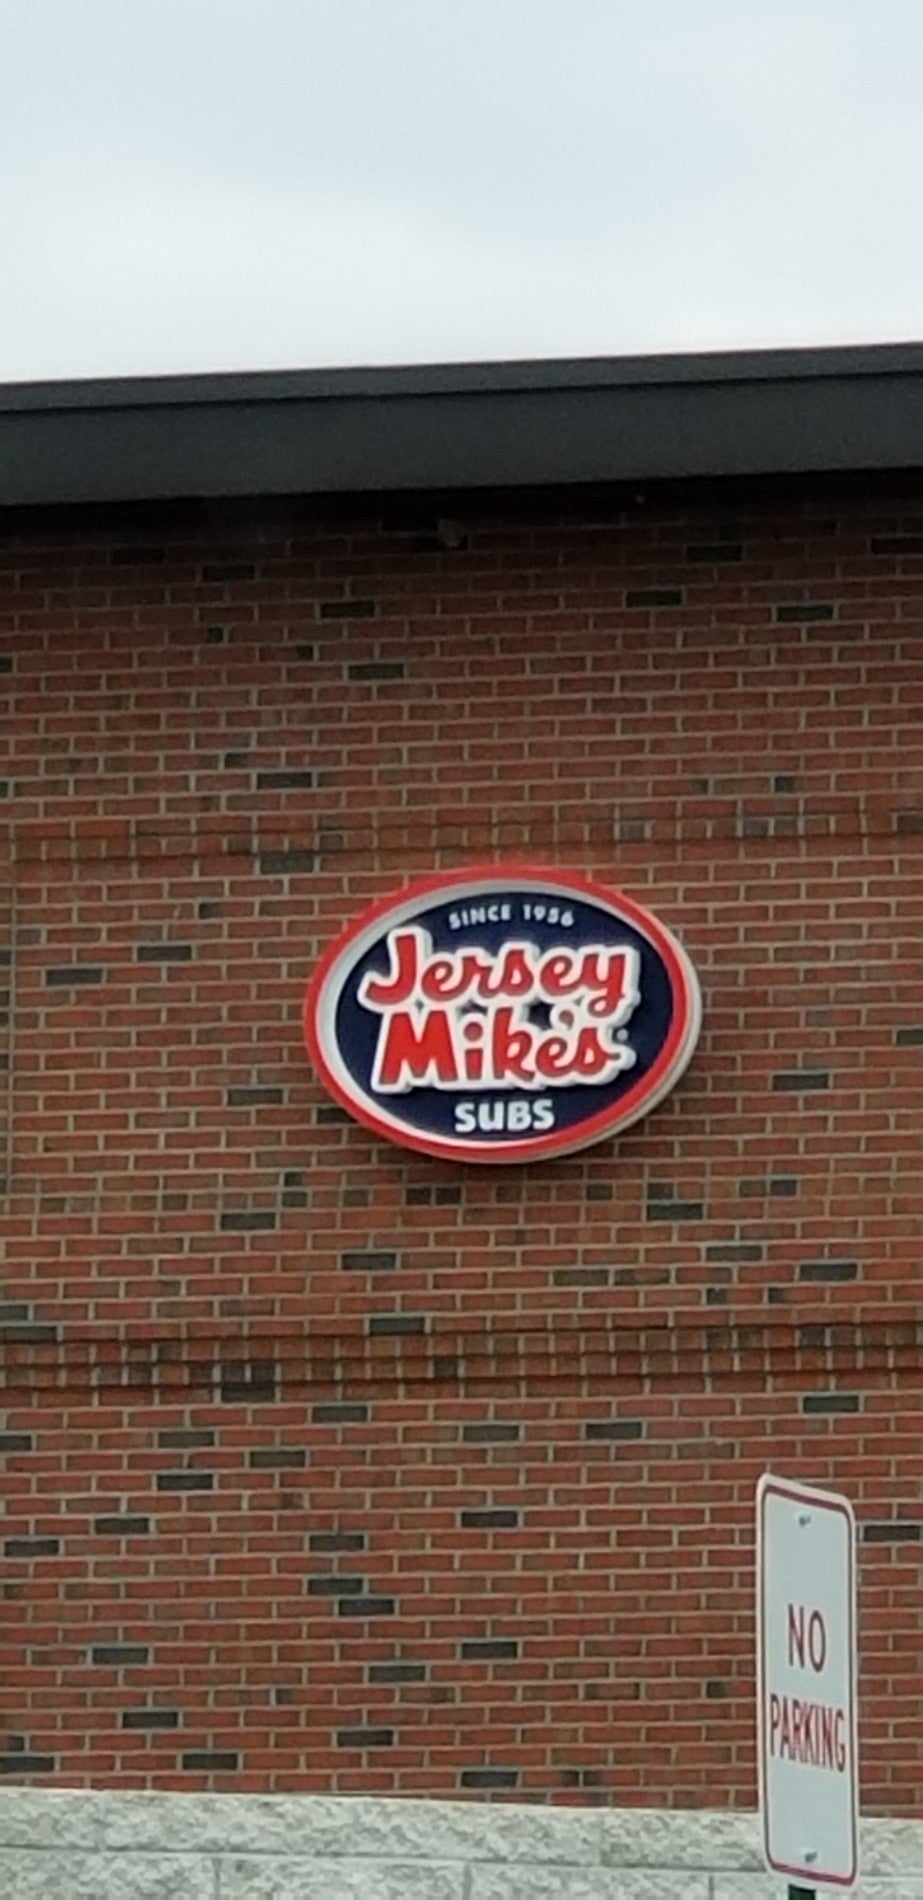 SINCE 1956
Jersey
Mike's
SUBS
NO
PARKING